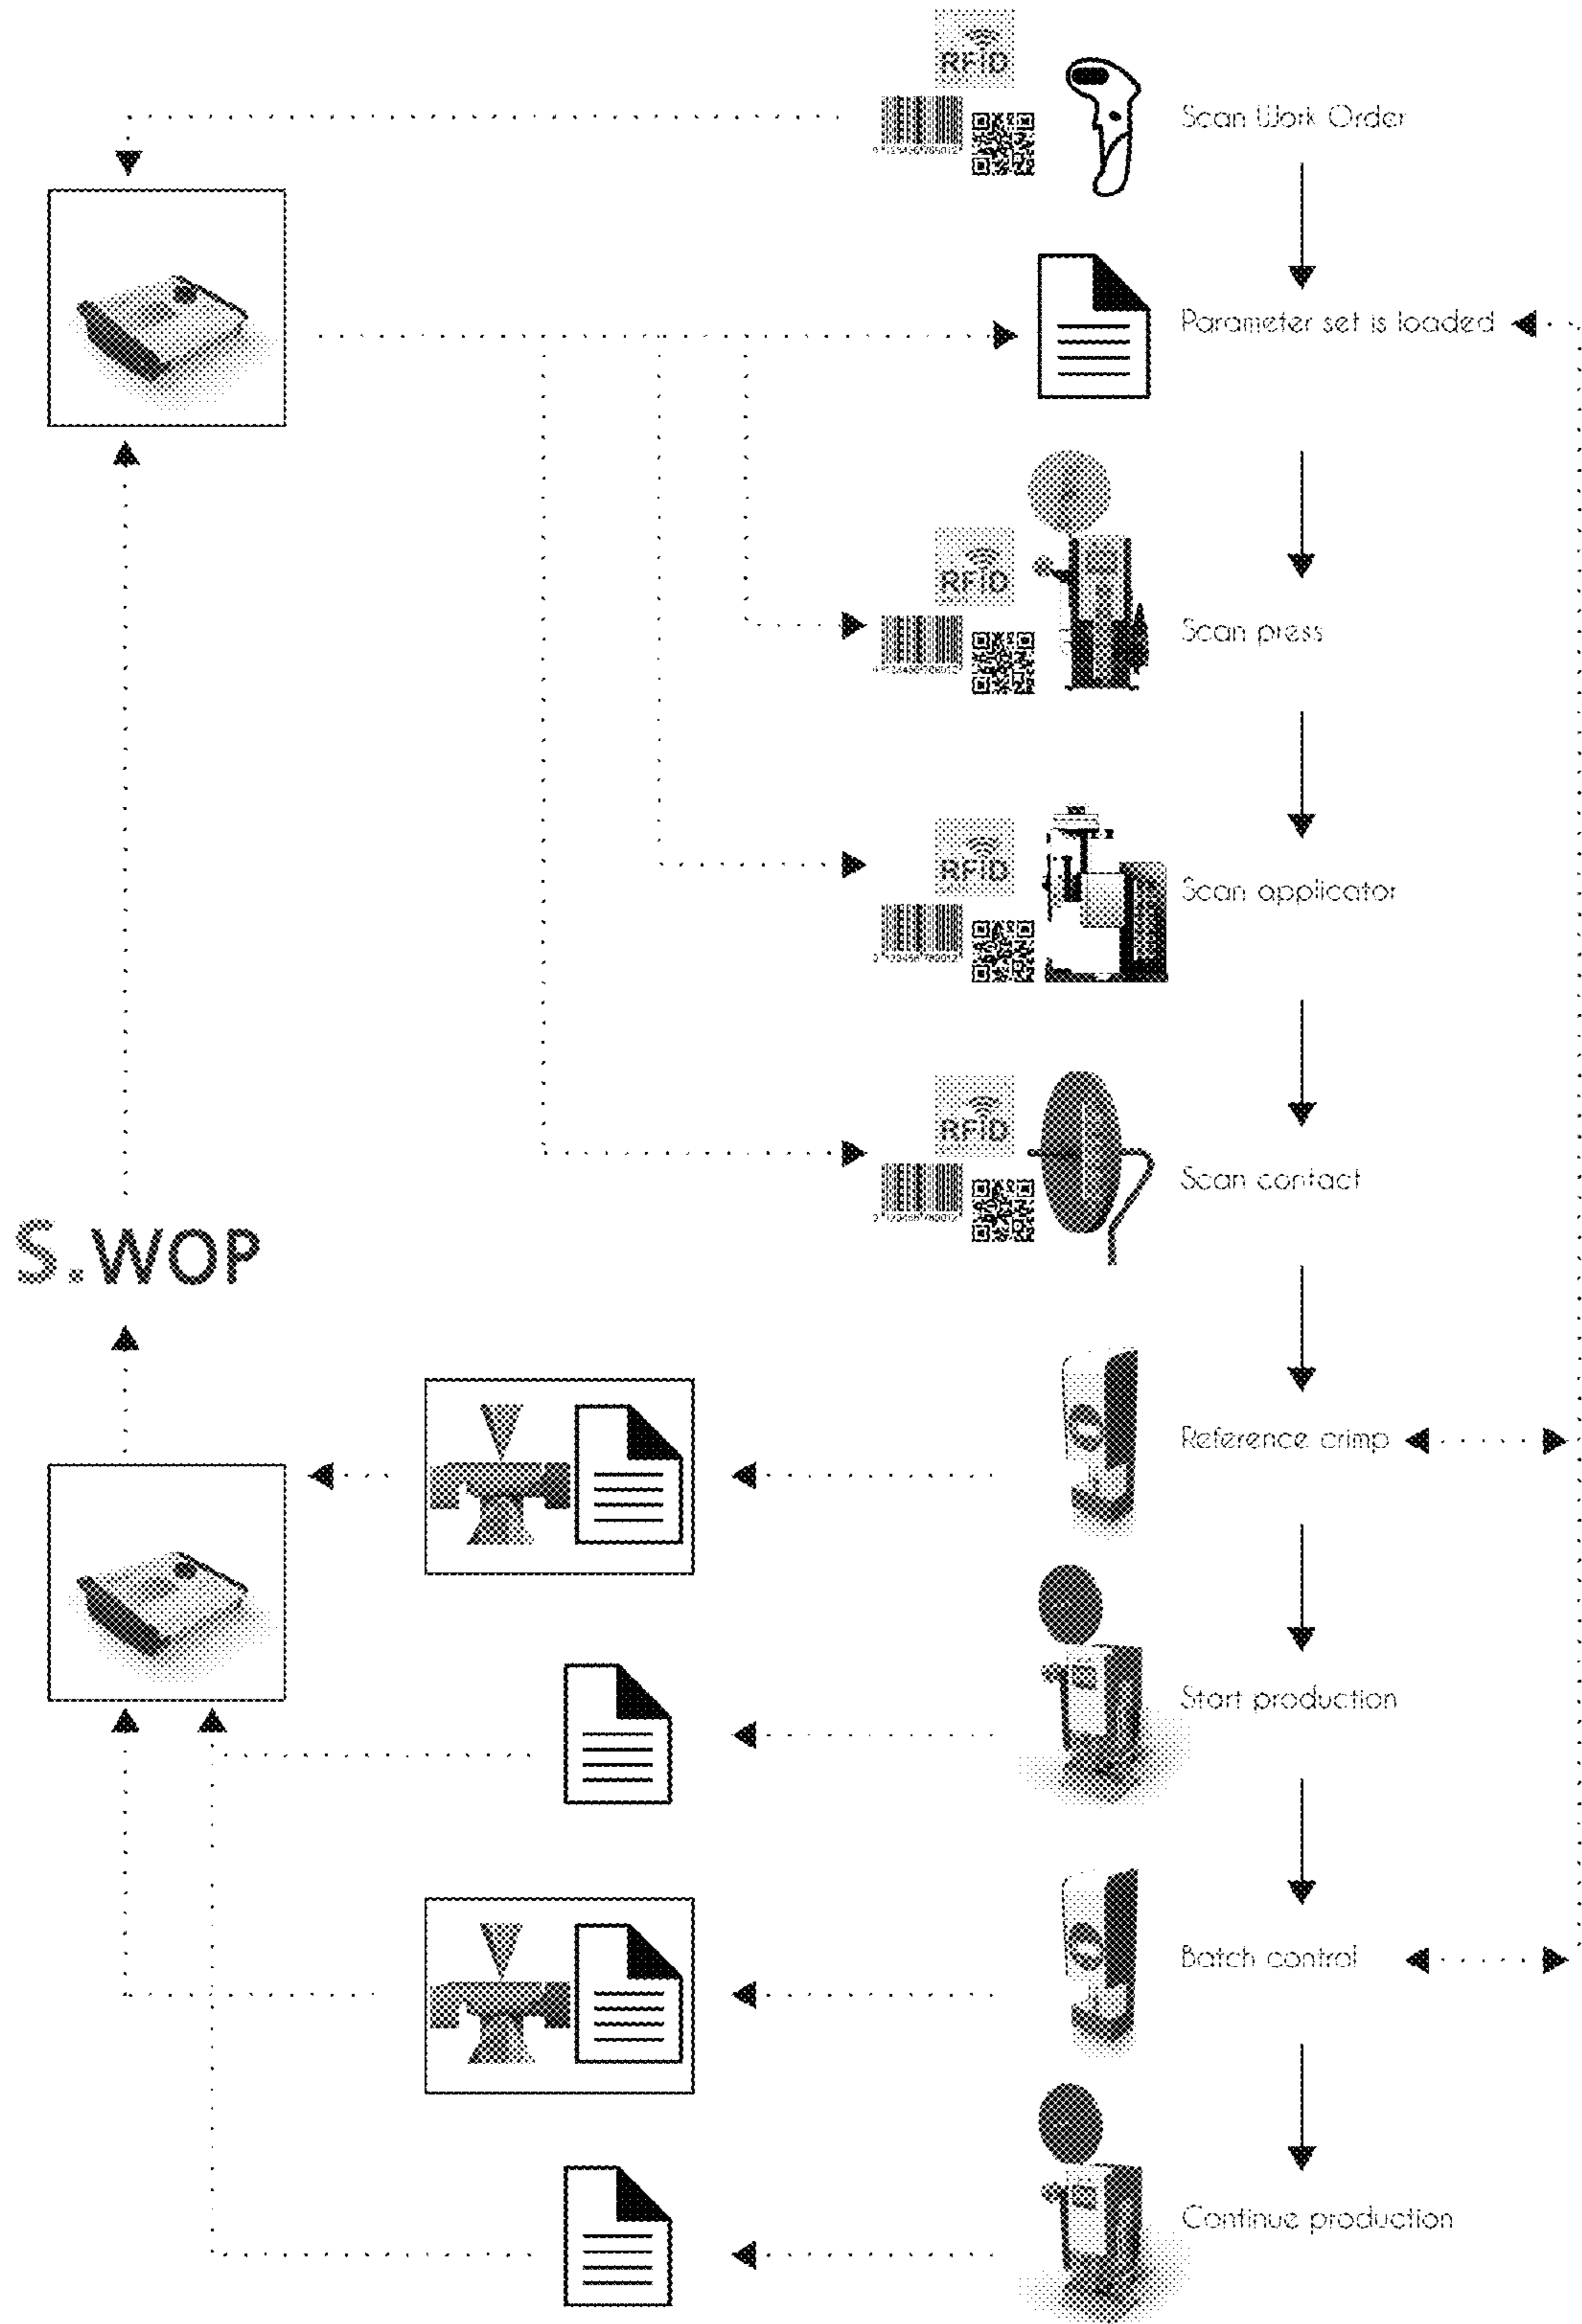 RFiD
Scan Work Order
Parameter set is loaded
RFiD
Scan press
RFiD
Scan applicator
RFiD
Scan contact
S.WOP
Reference crimp
Start production
Batch control
Continue production